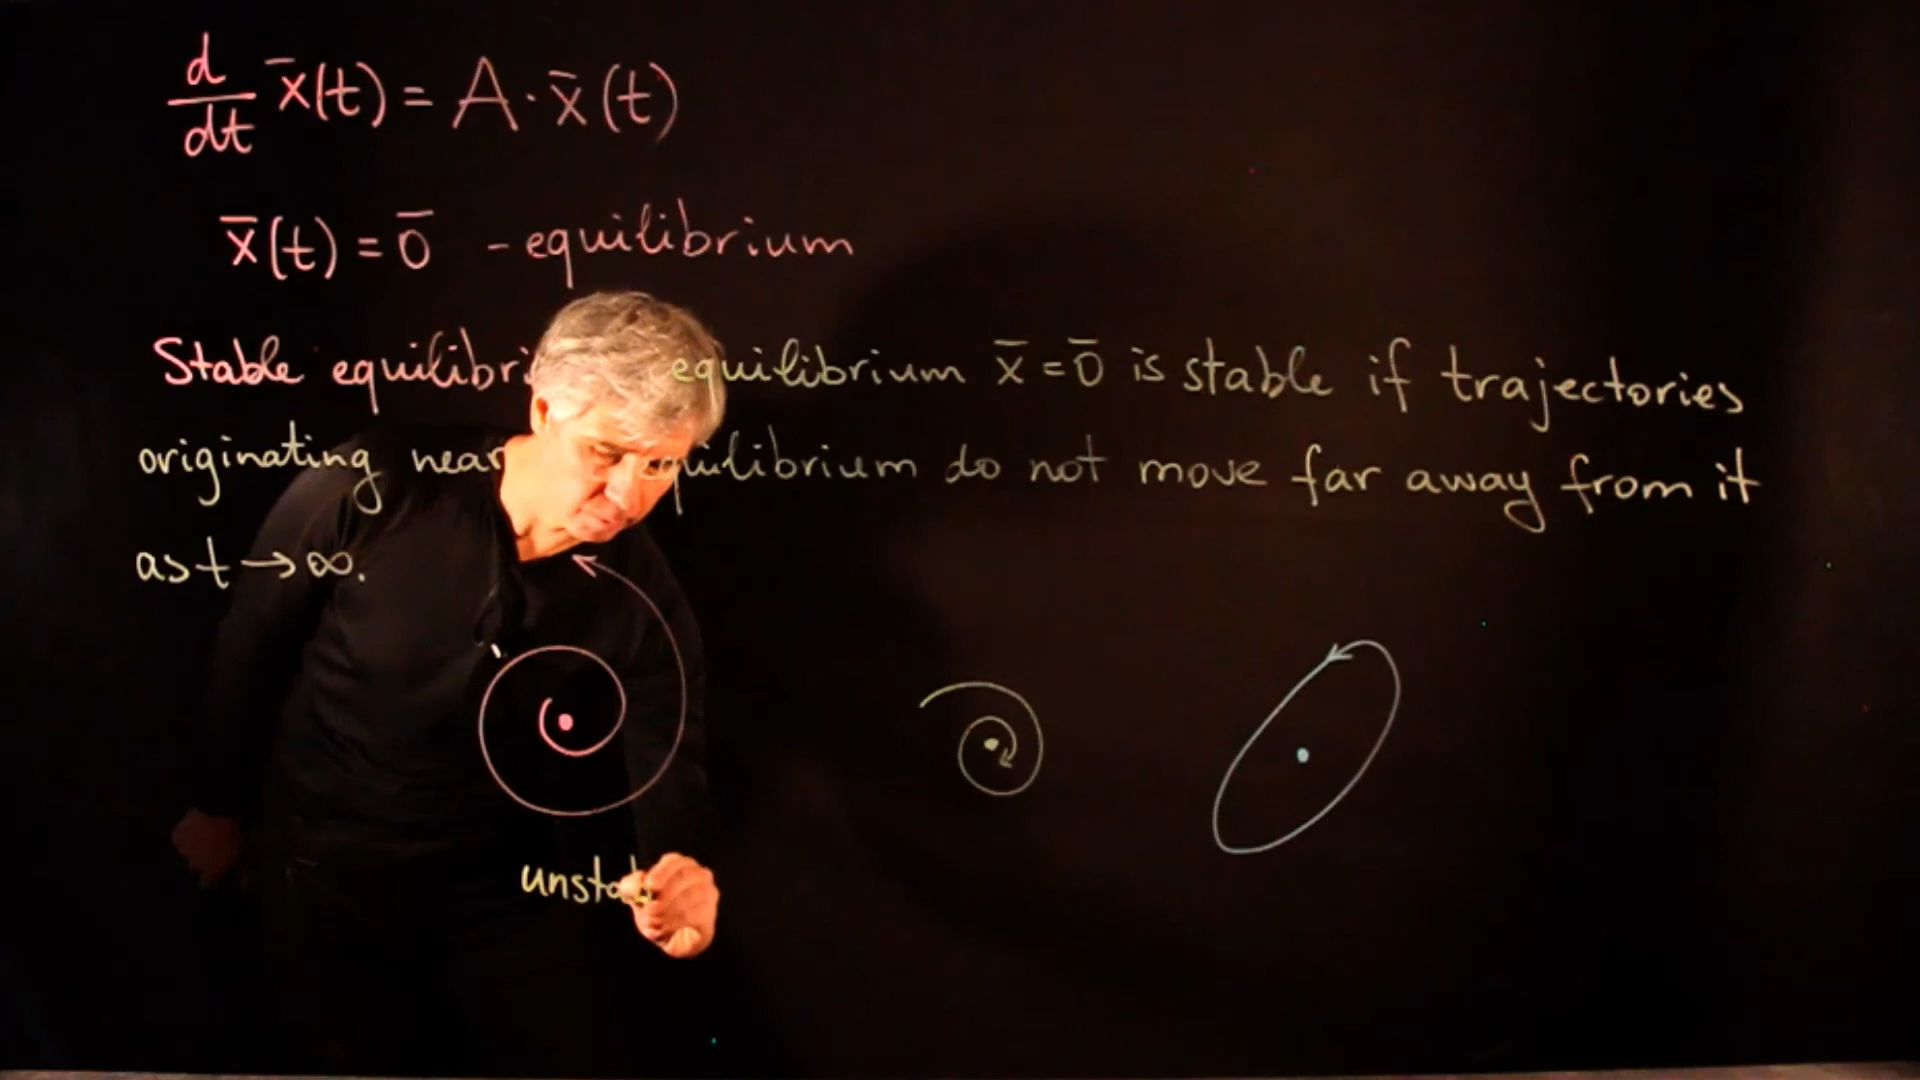 d/dt x̄(t) = A · x̄(t)
x̄(t) = 0̄ - equilibrium
Stable equilibri equilibrium x̄ = 0̄ is stable if trajectories
originating near equilibrium do not move far away from it
as t → ∞.
unstab